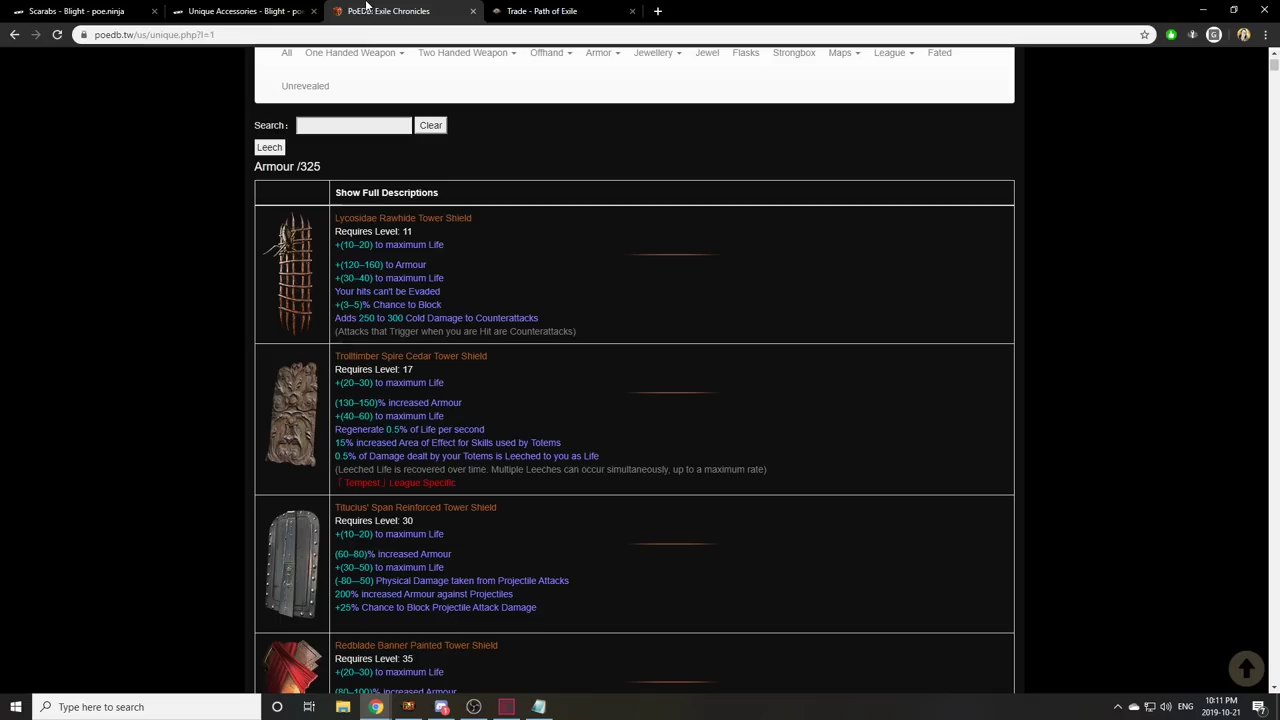 Scarabs - Blight - poe.ninja
Unique Accessories - Blight - poe
PoEDB, Exile Chronicles
Trade - Path of Exile
poedb.tw/us/unique.php?l=1
All One Handed Weapon Two Handed Weapon Offhand Armor Jewellery Jewel Flasks Strongbox Maps League Fated
Unrevealed
Search: Clear
Leech
Armour /325
Show Full Descriptions
Lycosidae Rawhide Tower Shield
Requires Level: 11
+(10–20) to maximum Life
+(120–160) to Armour
+(30–40) to maximum Life
Your hits can't be Evaded
+(3–5)% Chance to Block
Adds 250 to 300 Cold Damage to Counterattacks
(Attacks that Trigger when you are Hit are Counterattacks)
Trolltimber Spire Cedar Tower Shield
Requires Level: 17
+(20–30) to maximum Life
(130–150)% increased Armour
+(40–60) to maximum Life
Regenerate 0.5% of Life per second
15% increased Area of Effect for Skills used by Totems
0.5% of Damage dealt by your Totems is Leeched to you as Life
(Leeched Life is recovered over time. Multiple Leeches can occur simultaneously, up to a maximum rate)
「Tempest」League Specific
Titucius' Span Reinforced Tower Shield
Requires Level: 30
+(10–20) to maximum Life
(60–80)% increased Armour
+(30–50) to maximum Life
(-80–-50) Physical Damage taken from Projectile Attacks
200% increased Armour against Projectiles
+25% Chance to Block Projectile Attack Damage
Redblade Banner Painted Tower Shield
Requires Level: 35
+(20–30) to maximum Life
(80–100)% increased Armour
Type here to search
ENG
10:11 PM
2019-10-21